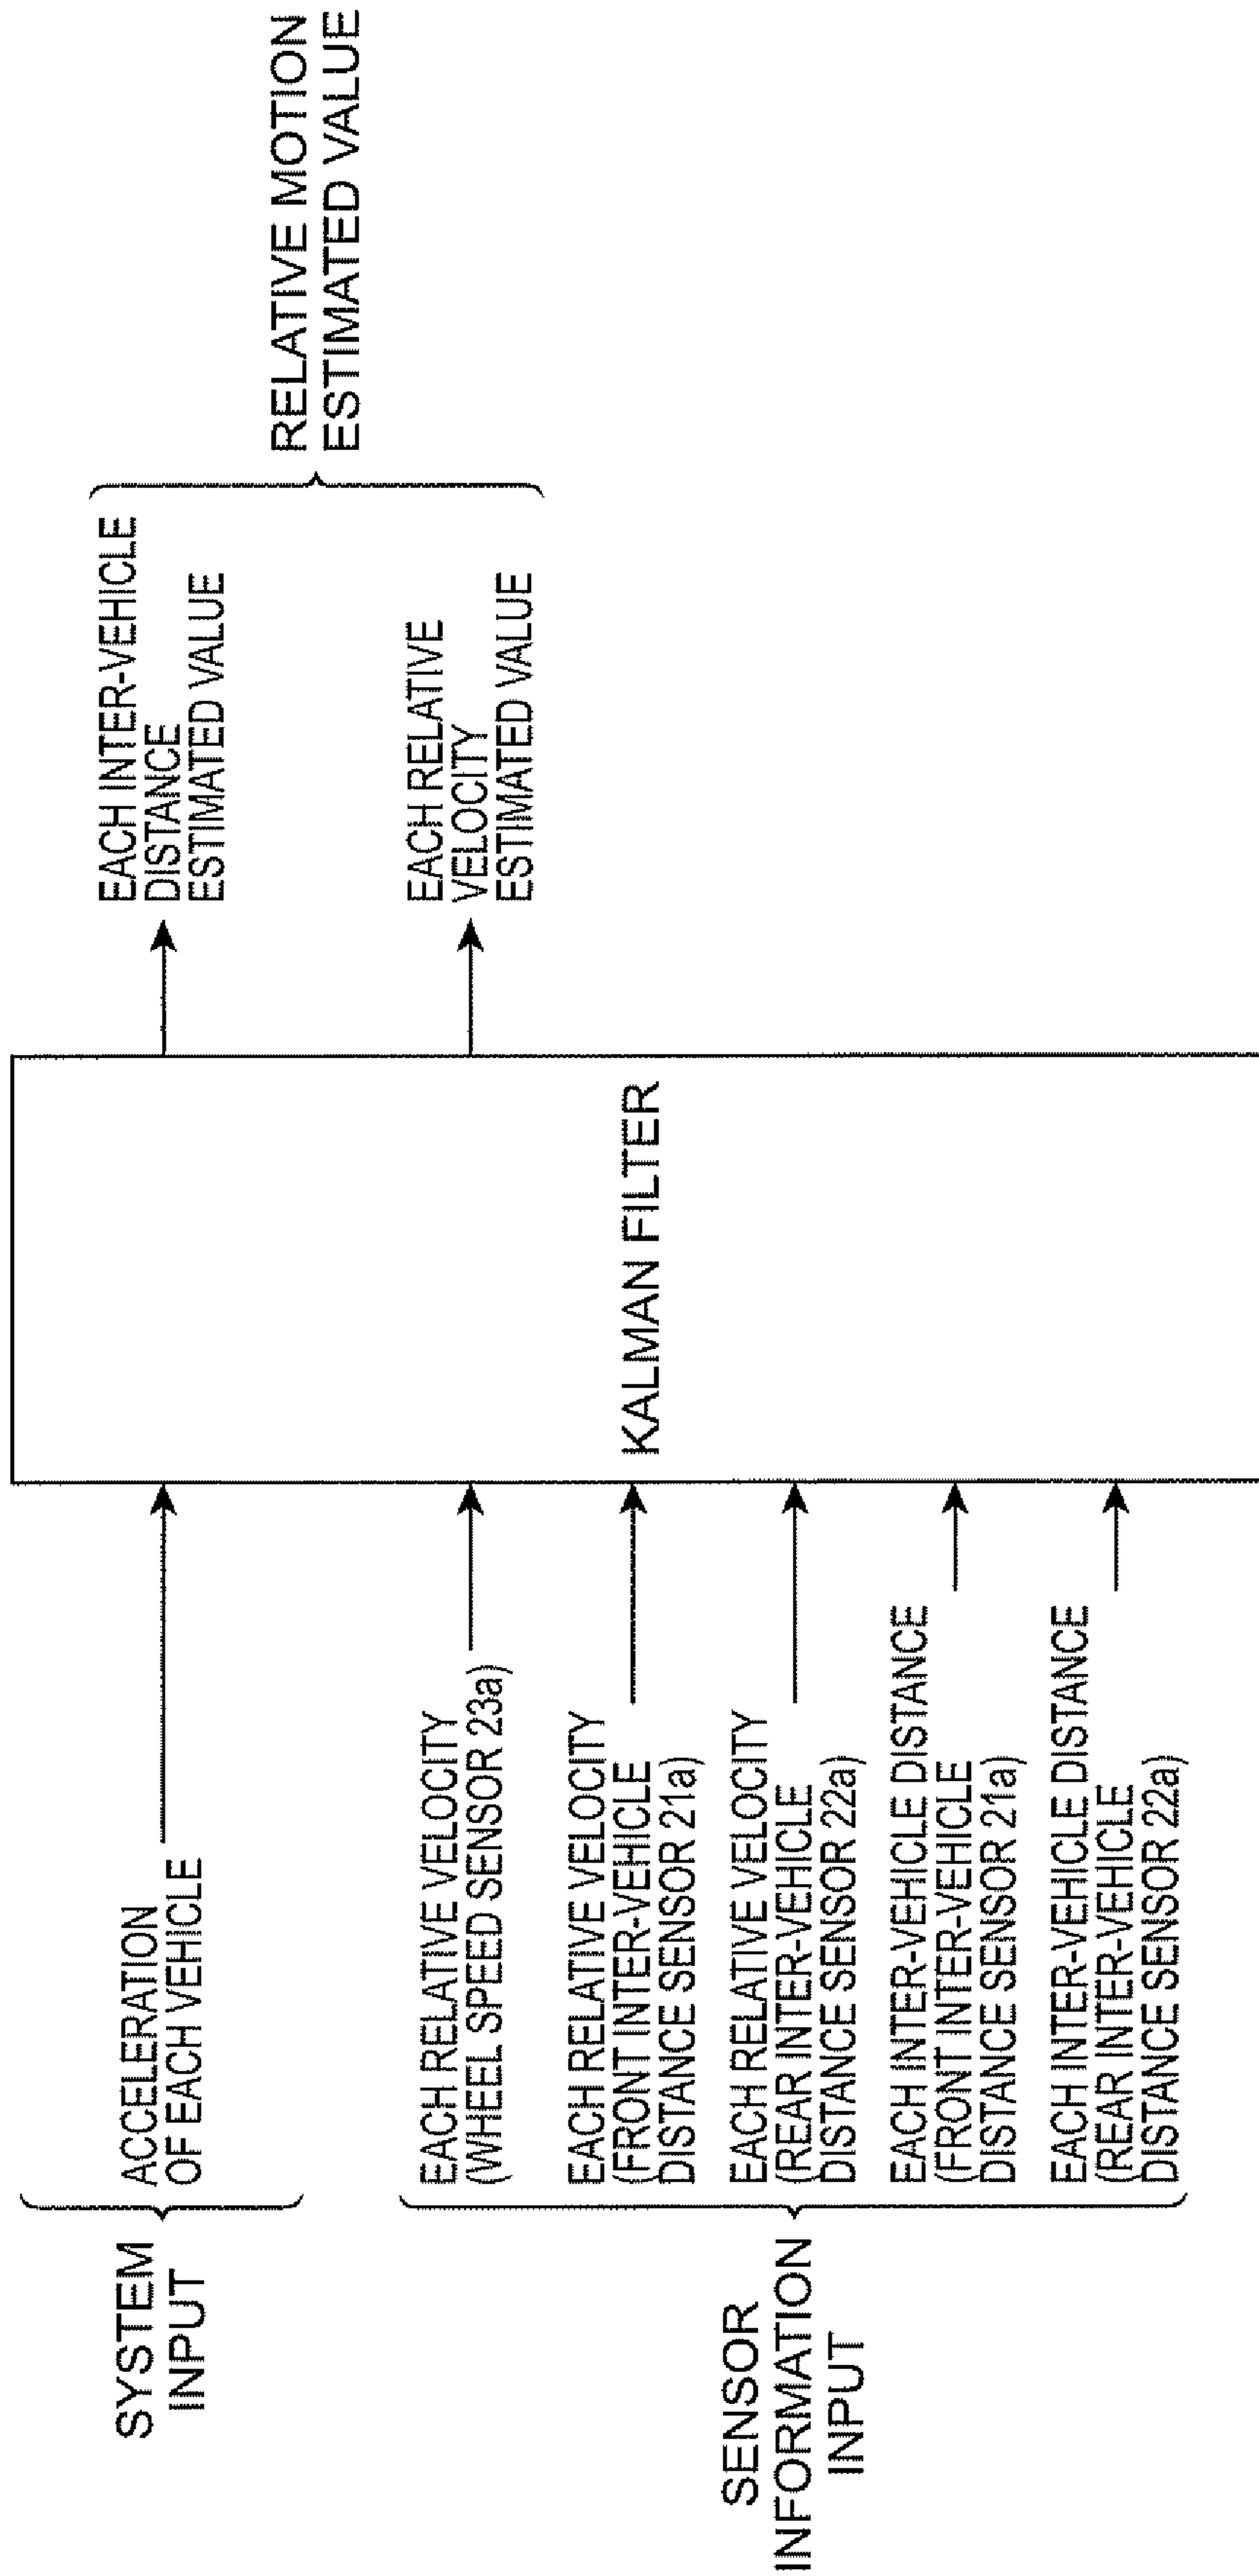 SYSTEM
INPUT
ACCELERATION
OF EACH VEHICLE
SENSOR
INFORMATION
INPUT
EACH RELATIVE VELOCITY
(WHEEL SPEED SENSOR 23a)
EACH RELATIVE VELOCITY
(FRONT INTER-VEHICLE
DISTANCE SENSOR 21a)
EACH RELATIVE VELOCITY
(REAR INTER-VEHICLE
DISTANCE SENSOR 22a)
EACH INTER-VEHICLE DISTANCE
(FRONT INTER-VEHICLE
DISTANCE SENSOR 21a)
EACH INTER-VEHICLE DISTANCE
(REAR INTER-VEHICLE
DISTANCE SENSOR 22a)
KALMAN FILTER
EACH INTER-VEHICLE
DISTANCE
ESTIMATED VALUE
EACH RELATIVE
VELOCITY
ESTIMATED VALUE
RELATIVE MOTION
ESTIMATED VALUE